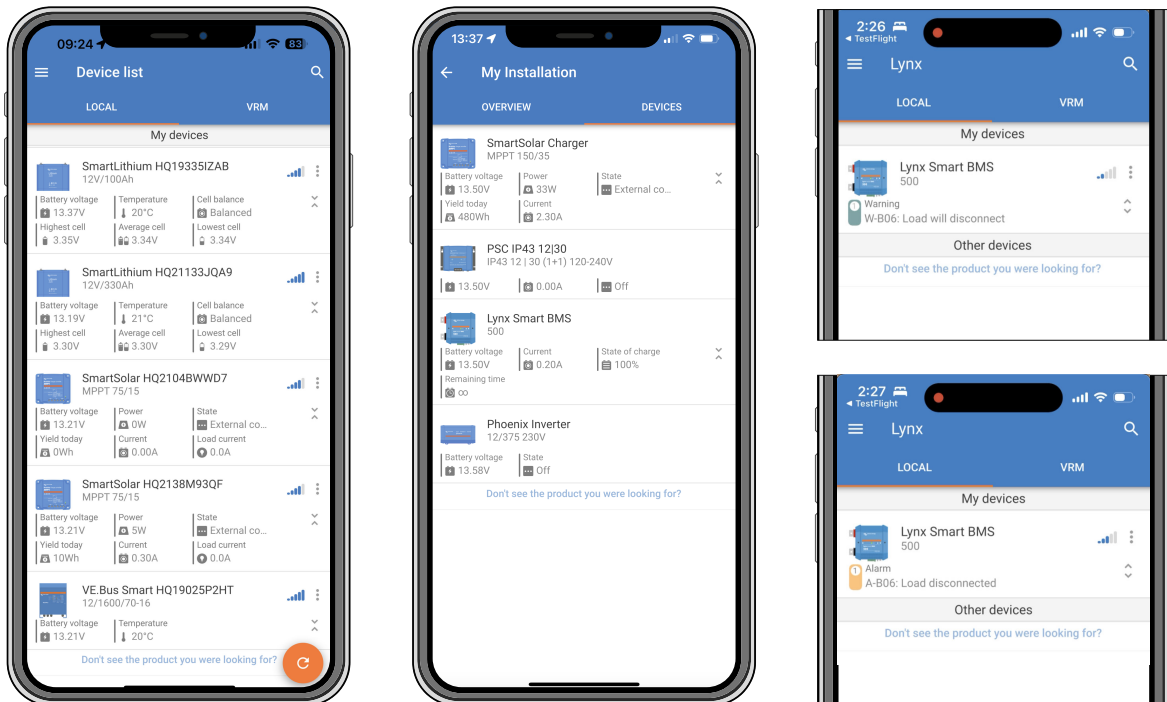 09:24
83
Device list
LOCAL VRM
My devices
SmartLithium HQ19335IZAB
12V/100Ah
Battery voltage Temperature Cell balance
13.37V 20°C Balanced
Highest cell Average cell Lowest cell
3.35V 3.34V 3.34V
SmartLithium HQ21133JQA9
12V/330Ah
Battery voltage Temperature Cell balance
13.19V 21°C Balanced
Highest cell Average cell Lowest cell
3.30V 3.30V 3.29V
SmartSolar HQ2104BWWD7
MPPT 75/15
Battery voltage Power State
13.21V 0W External co...
Yield today Current Load current
0Wh 0.00A 0.0A
SmartSolar HQ2138M93QF
MPPT 75/15
Battery voltage Power State
13.21V 5W External co...
Yield today Current Load current
10Wh 0.30A 0.0A
VE.Bus Smart HQ19025P2HT
12/1600/70-16
Battery voltage Temperature
13.21V 20°C
Don't see the product you were looking for?
13:37
My Installation
OVERVIEW DEVICES
SmartSolar Charger
MPPT 150/35
Battery voltage Power State
13.50V 33W External co...
Yield today Current
480Wh 2.30A
PSC IP43 12|30
IP43 12 | 30 (1+1) 120-240V
13.50V 0.00A Off
Lynx Smart BMS
500
Battery voltage Current State of charge
13.50V 0.20A 100%
Remaining time
∞
Phoenix Inverter
12/375 230V
Battery voltage State
13.58V Off
Don't see the product you were looking for?
2:26
TestFlight
Lynx
LOCAL VRM
My devices
Lynx Smart BMS
500
1 Warning
W-B06: Load will disconnect
Other devices
Don't see the product you were looking for?
2:27
TestFlight
Lynx
LOCAL VRM
My devices
Lynx Smart BMS
500
1 Alarm
A-B06: Load disconnected
Other devices
Don't see the product you were looking for?